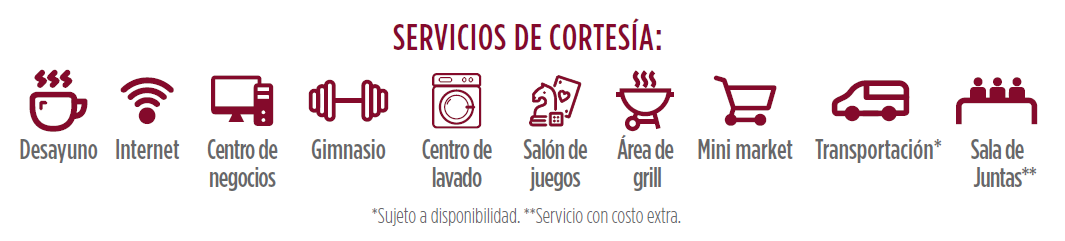 SERVICIOS DE CORTESÍA:
Desayuno
Internet
Centro de
negocios
Gimnasio
Centro de
lavado
Salón de
juegos
Área de
grill
Mini market
Transportación*
Sala de
Juntas**
*Sujeto a disponibilidad. **Servicio con costo extra.